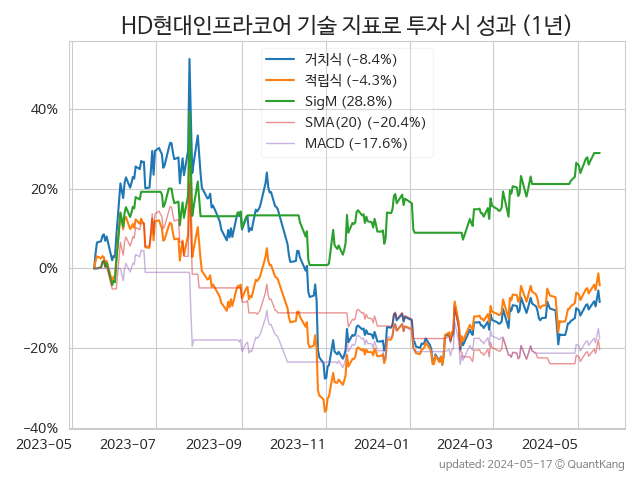 HD현대인프라코어 기술 지표로 투자 시 성과 (1년)
거치식 (−8.4%)
적립식 (−4.3%)
SigM (28.8%)
SMA(20) (−20.4%)
MACD (−17.6%)
40%
20%
0%
−20%
−40%
2023-05 2023-07 2023-09 2023-11 2024-01 2024-03 2024-05
updated: 2024-05-17 © QuantKang